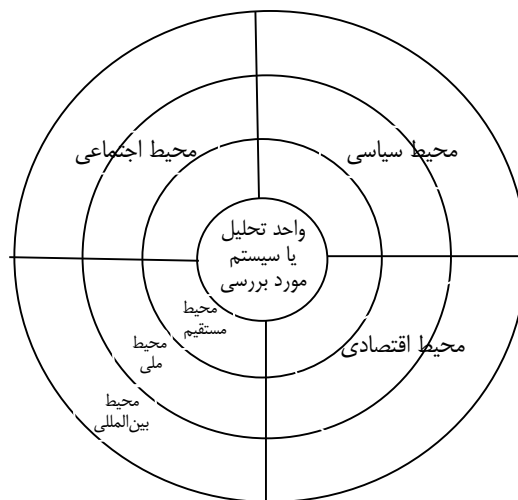 محیط سیاسی
محیط اجتماعی
واحد تحلیل
یا سیستم
مورد بررسی
محیط
مستقیم
محیط
ملی
محیط اقتصادی
محیط
بین‌المللی